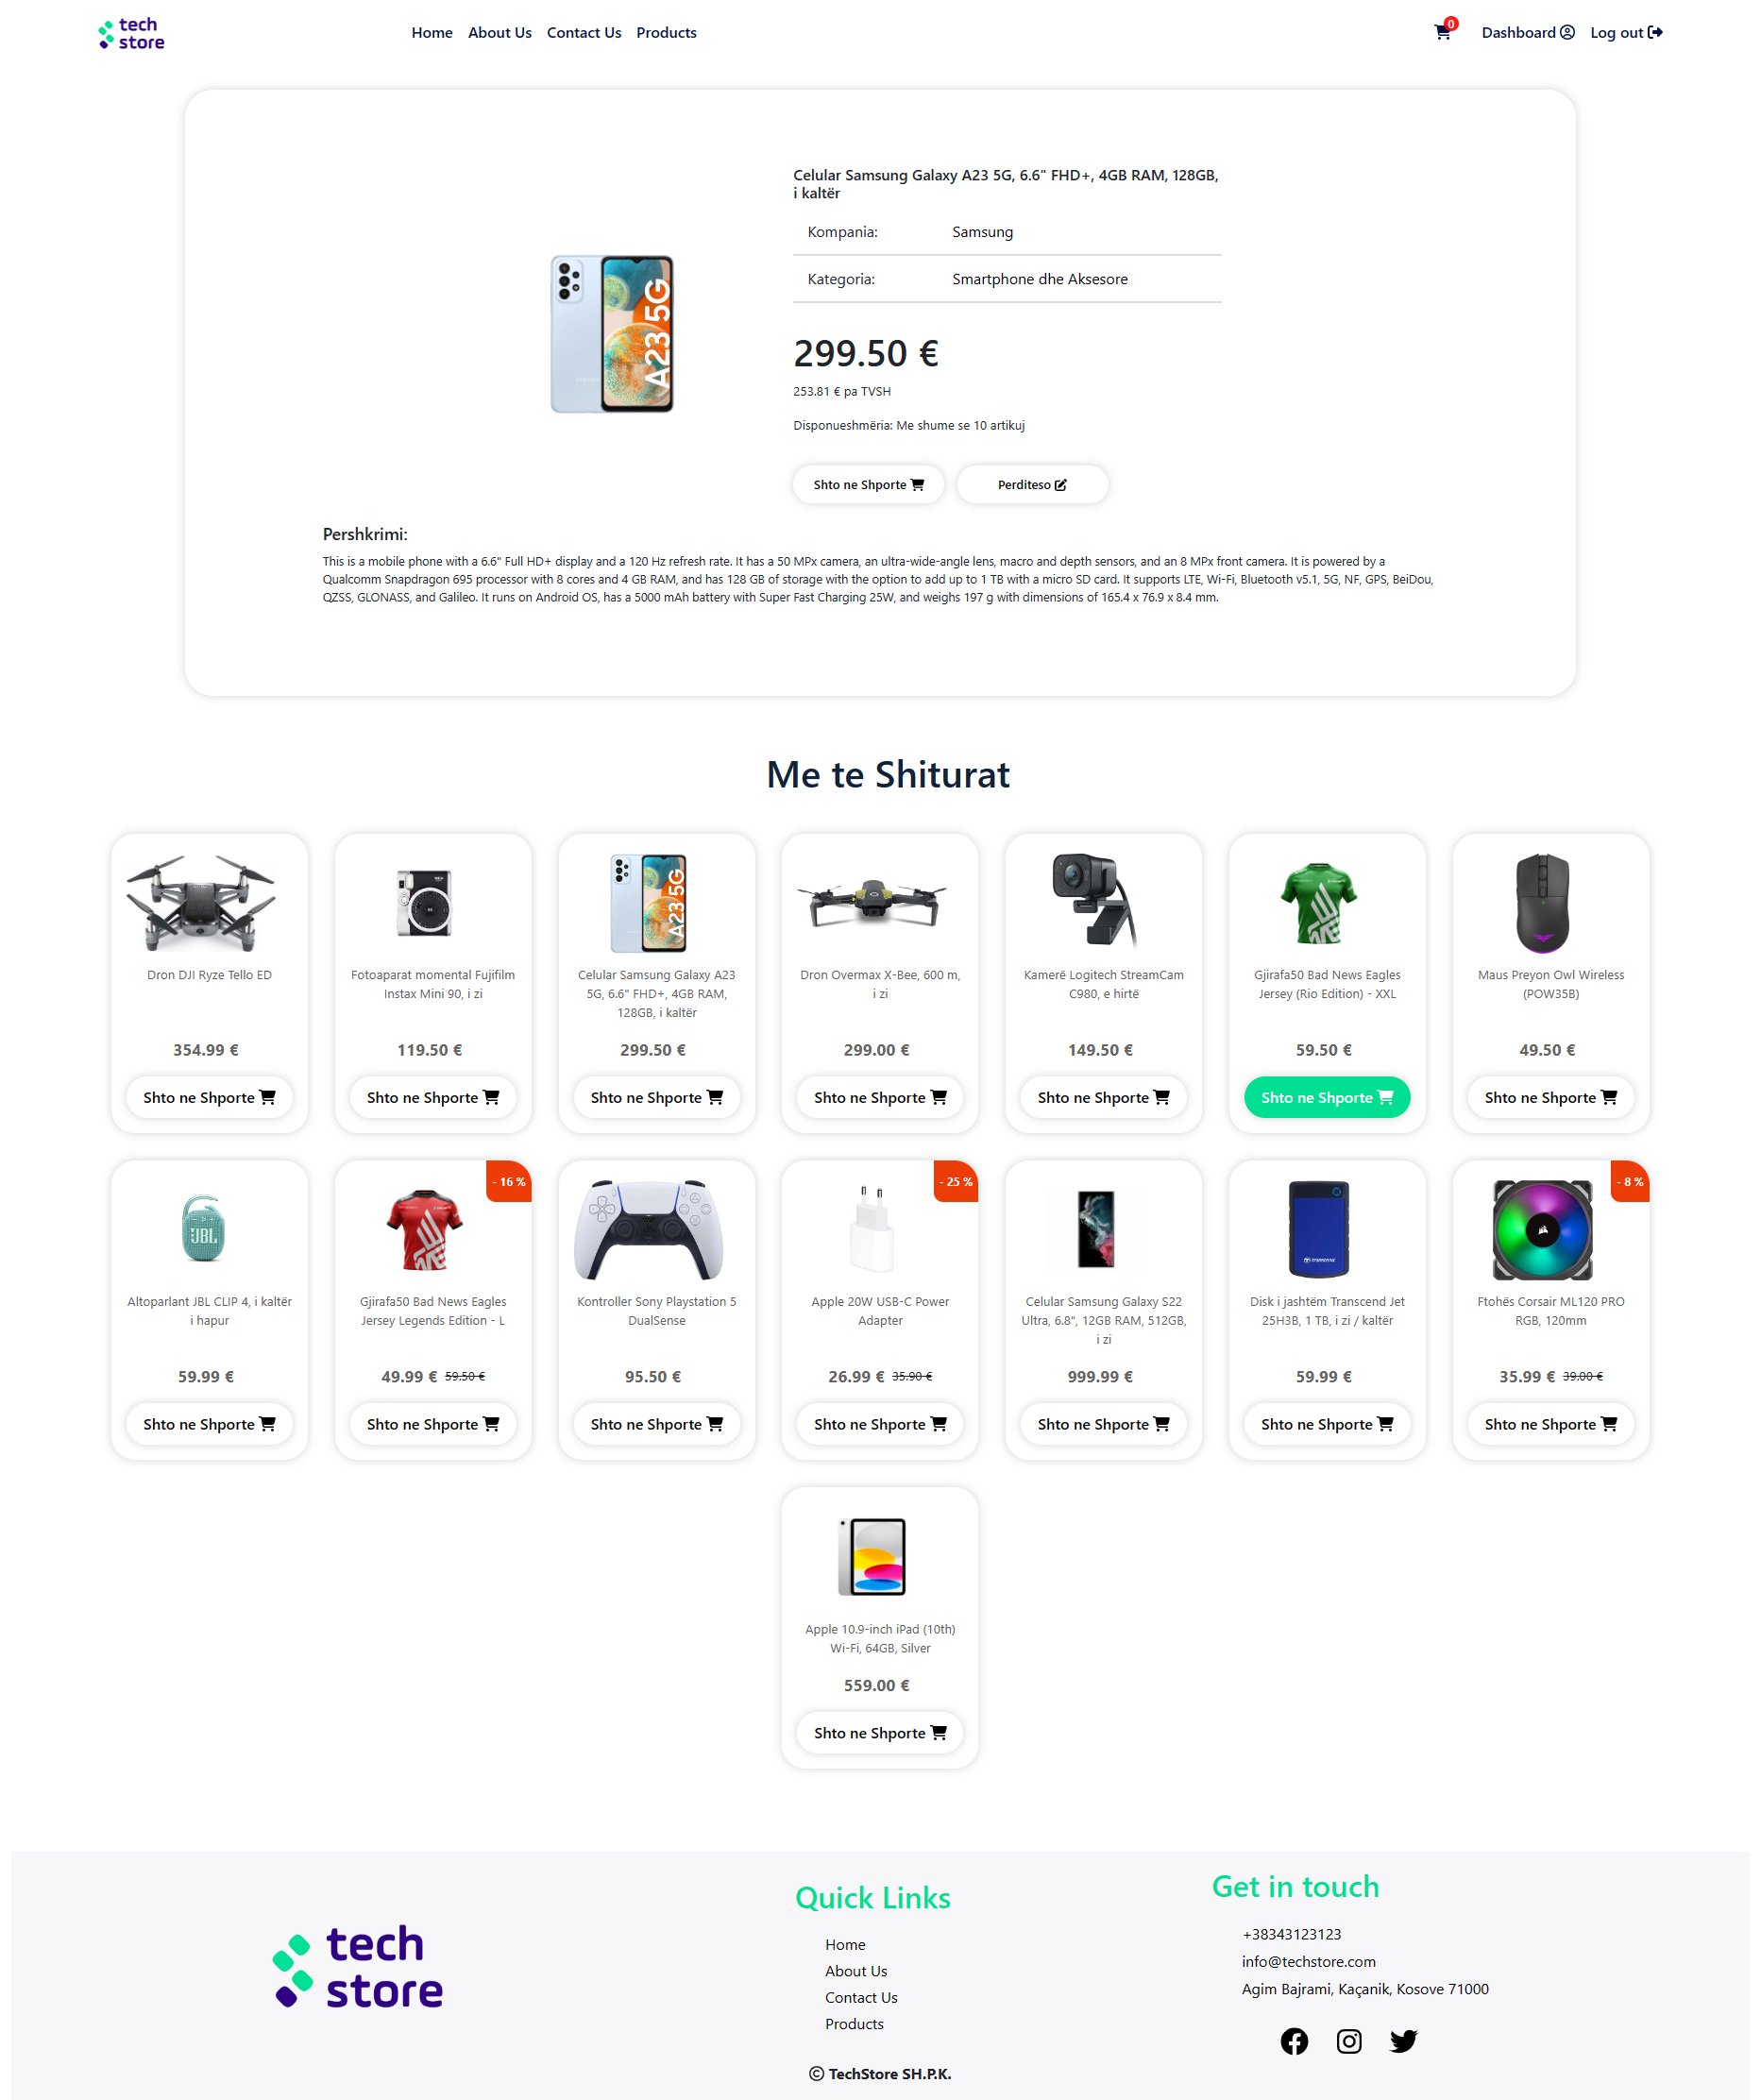 tech
store
Home About Us Contact Us Products
0
Dashboard Log out
Celular Samsung Galaxy A23 5G, 6.6" FHD+, 4GB RAM, 128GB,
i kaltër
Kompania: Samsung
Kategoria: Smartphone dhe Aksesore
A23 5G
299.50 €
253.81 € pa TVSH
Disponueshmëria: Me shume se 10 artikuj
Shto ne Shporte Perditeso
Pershkrimi:
This is a mobile phone with a 6.6" Full HD+ display and a 120 Hz refresh rate. It has a 50 MPx camera, an ultra-wide-angle lens, macro and depth sensors, and an 8 MPx front camera. It is powered by a
Qualcomm Snapdragon 695 processor with 8 cores and 4 GB RAM, and has 128 GB of storage with the option to add up to 1 TB with a micro SD card. It supports LTE, Wi-Fi, Bluetooth v5.1, 5G, NF, GPS, BeiDou,
QZSS, GLONASS, and Galileo. It runs on Android OS, has a 5000 mAh battery with Super Fast Charging 25W, and weighs 197 g with dimensions of 165.4 x 76.9 x 8.4 mm.
Me te Shiturat
Dron DJI Ryze Tello ED
354.99 €
Shto ne Shporte
Fotoaparat momental Fujifilm
Instax Mini 90, i zi
119.50 €
Shto ne Shporte
A23 5G
Celular Samsung Galaxy A23
5G, 6.6" FHD+, 4GB RAM,
128GB, i kaltër
299.50 €
Shto ne Shporte
Dron Overmax X-Bee, 600 m,
i zi
299.00 €
Shto ne Shporte
Kamerë Logitech StreamCam
C980, e hirtë
149.50 €
Shto ne Shporte
Gjirafa50 Bad News Eagles
Jersey (Rio Edition) - XXL
59.50 €
Shto ne Shporte
Maus Preyon Owl Wireless
(POW35B)
49.50 €
Shto ne Shporte
JBL
Altoparlant JBL CLIP 4, i kaltër
i hapur
59.99 €
Shto ne Shporte
- 16 %
Gjirafa50 Bad News Eagles
Jersey Legends Edition - L
49.99 € 59.50 €
Shto ne Shporte
Kontroller Sony Playstation 5
DualSense
95.50 €
Shto ne Shporte
- 25 %
Apple 20W USB-C Power
Adapter
26.99 € 35.90 €
Shto ne Shporte
Celular Samsung Galaxy S22
Ultra, 6.8", 12GB RAM, 512GB,
i zi
999.99 €
Shto ne Shporte
Disk i jashtëm Transcend Jet
25H3B, 1 TB, i zi / kaltër
59.99 €
Shto ne Shporte
- 8 %
Ftohës Corsair ML120 PRO
RGB, 120mm
35.99 € 39.00 €
Shto ne Shporte
Apple 10.9-inch iPad (10th)
Wi-Fi, 64GB, Silver
559.00 €
Shto ne Shporte
tech
store
Quick Links
Home
About Us
Contact Us
Products
© TechStore SH.P.K.
Get in touch
+38343123123
info@techstore.com
Agim Bajrami, Kaçanik, Kosove 71000